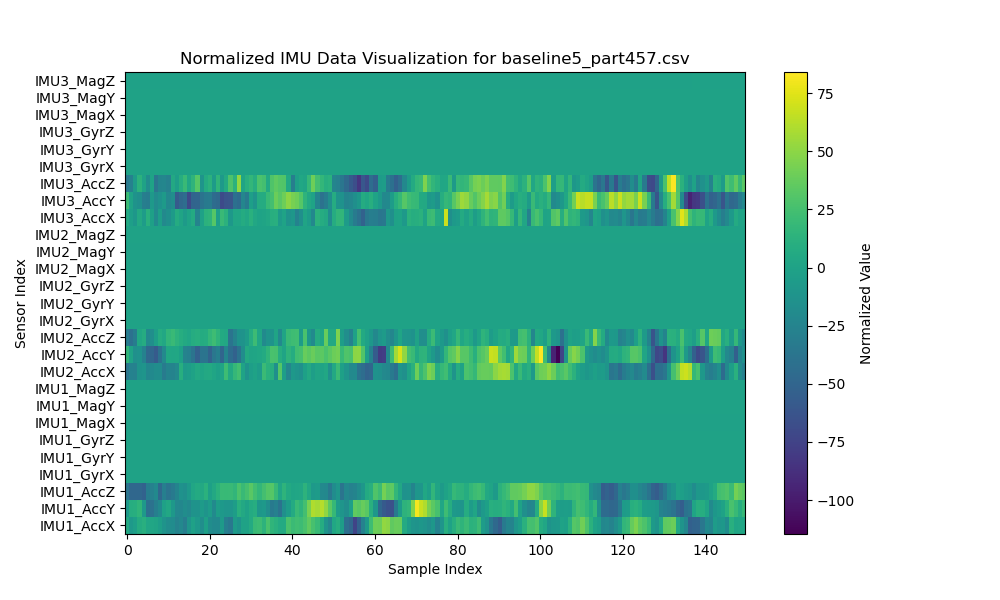 Normalized IMU Data Visualization for baseline5_part457.csv
IMU3_MagZ
IMU3_MagY
IMU3_MagX
IMU3_GyrZ
IMU3_GyrY
IMU3_GyrX
IMU3_AccZ
IMU3_AccY
IMU3_AccX
IMU2_MagZ
IMU2_MagY
IMU2_MagX
IMU2_GyrZ
IMU2_GyrY
IMU2_GyrX
IMU2_AccZ
IMU2_AccY
IMU2_AccX
IMU1_MagZ
IMU1_MagY
IMU1_MagX
IMU1_GyrZ
IMU1_GyrY
IMU1_GyrX
IMU1_AccZ
IMU1_AccY
IMU1_AccX
Sensor Index
0 20 40 60 80 100 120 140
Sample Index
75
50
25
0
−25
−50
−75
−100
Normalized Value